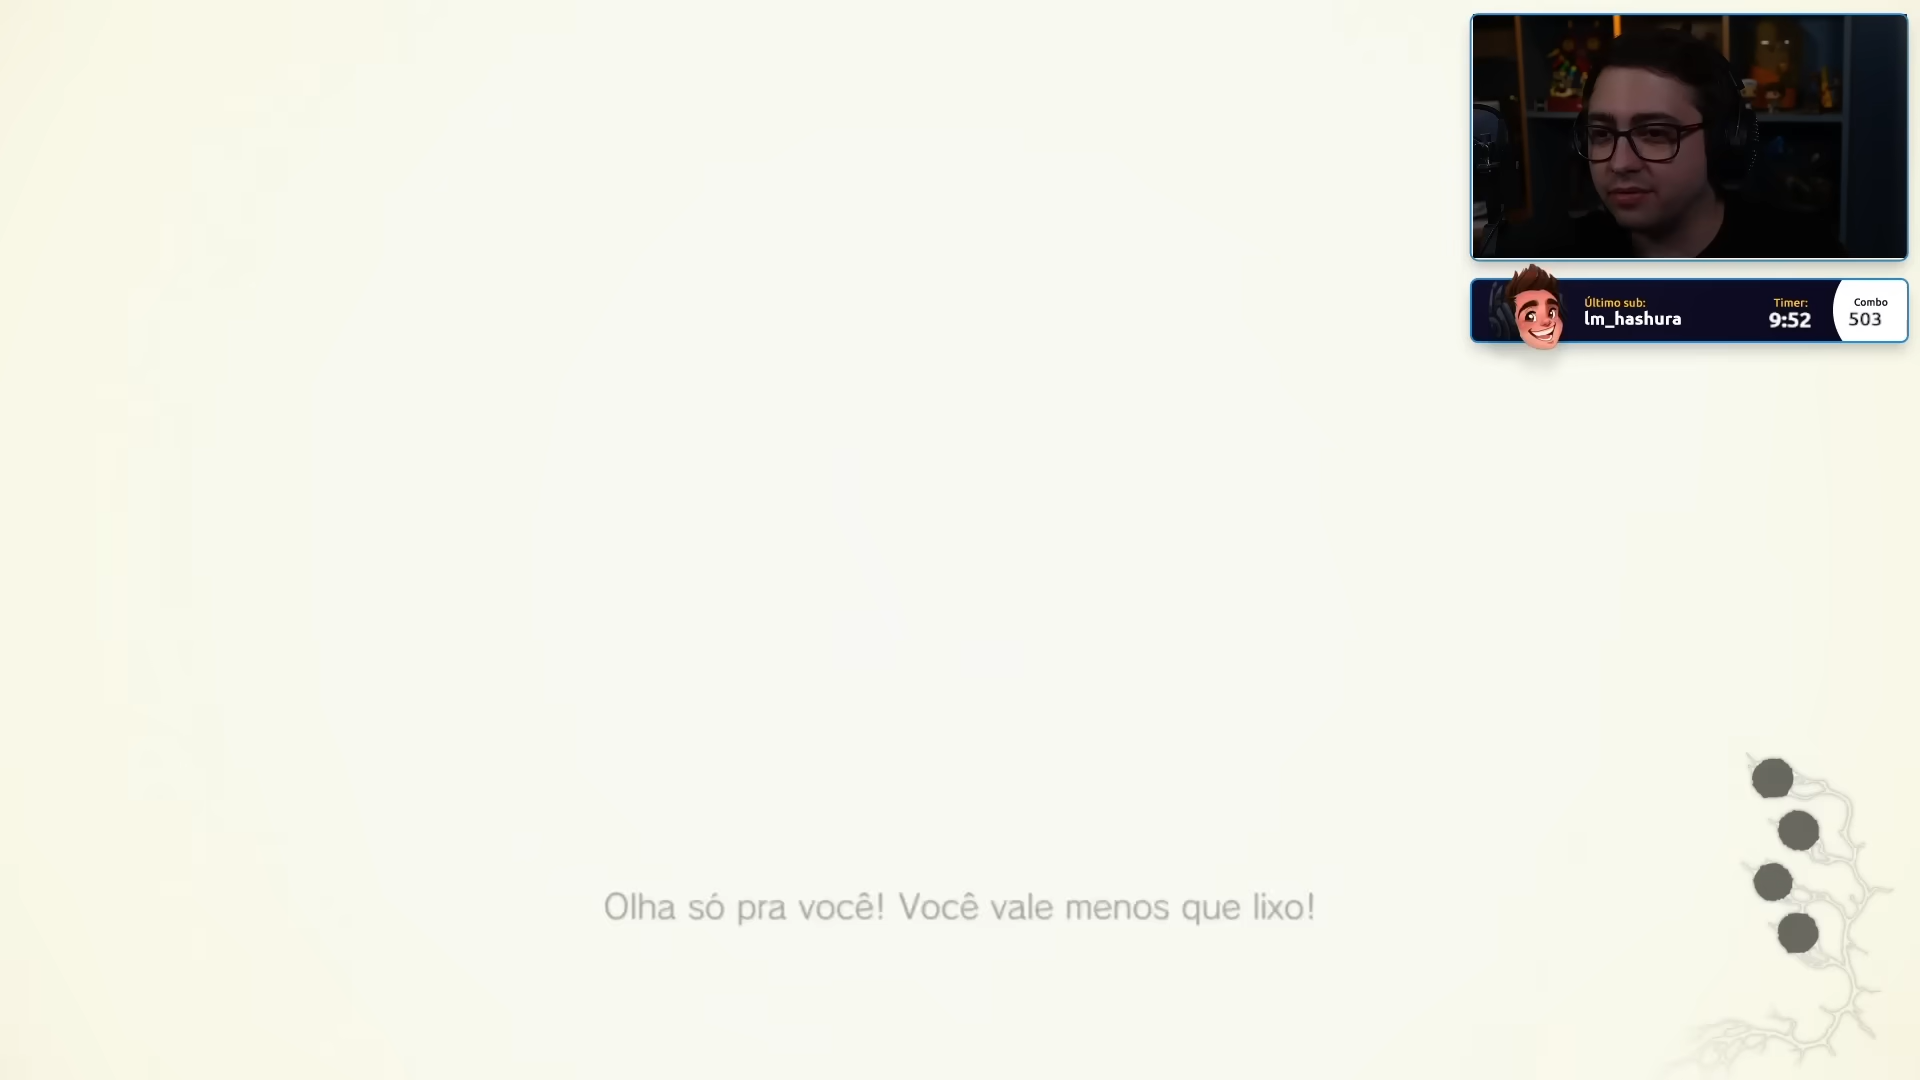 Último sub:
lm_hashura
Timer:
9:52
Combo
503
Olha só pra você! Você vale menos que lixo!